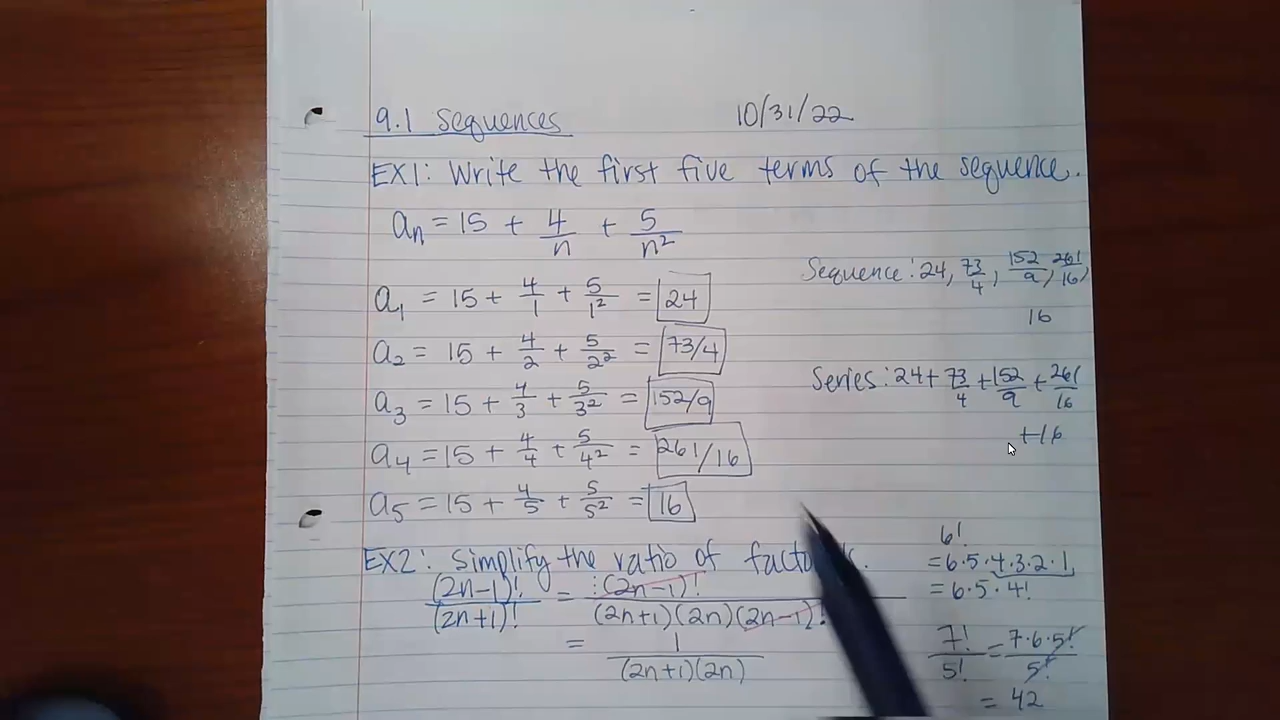 9.1 Sequences 10/31/22
EX1: Write the first five terms of the sequence.
an = 15 + 4/n + 5/n²
a1 = 15 + 4/1 + 5/1² = 24
a2 = 15 + 4/2 + 5/2² = 73/4
a3 = 15 + 4/3 + 5/3² = 152/9
a4 = 15 + 4/4 + 5/4² = 261/16
a5 = 15 + 4/5 + 5/5² = 16
Sequence: 24, 73/4, 152/9, 261/16,
16
Series: 24 + 73/4 + 152/9 + 261/16
+16
EX2: Simplify the ratio of
(2n-1)!/(2n+1)! = (2n-1)!/(2n+1)(2n)(2n-1)!
= 1/(2n+1)(2n)
6!
= 6·5·4·3·2·1
= 6·5·4!
7!/5! = 7·6·5!/5!
= 42